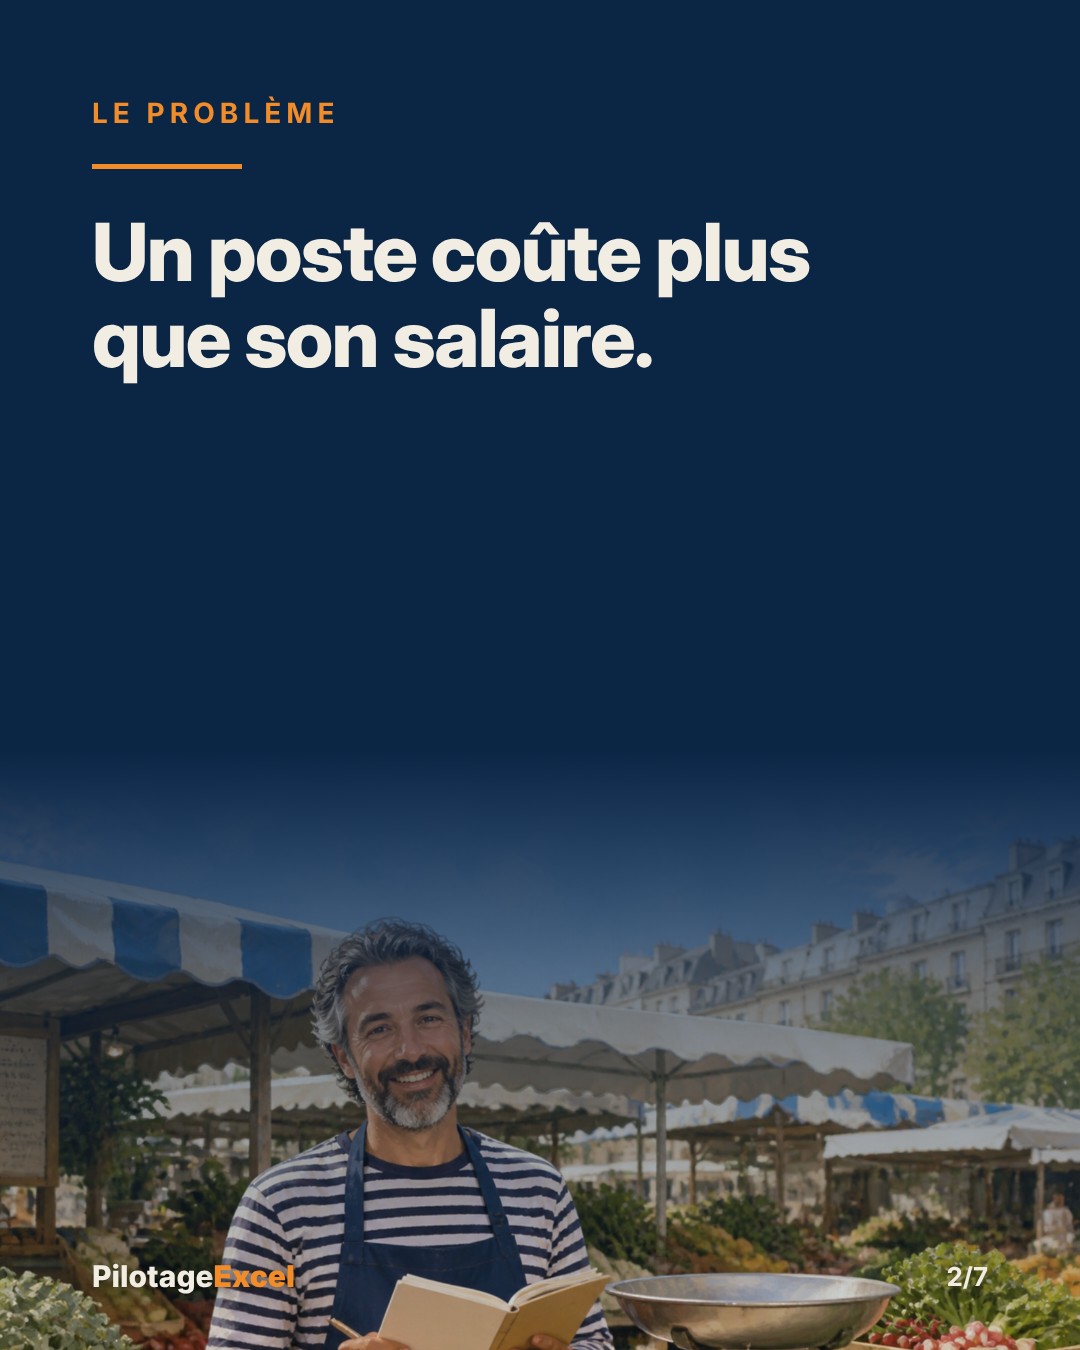 LE PROBLÈME
Un poste coûte plus
que son salaire.
PilotageExcel
2/7